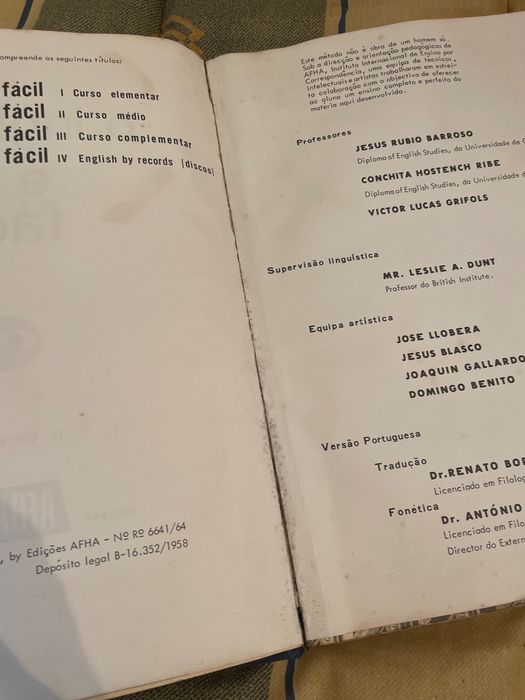 ompreende os seguintes títulos:
fácil I Curso elementar
fácil II Curso médio
fácil III Curso complementar
fácil IV English by records (discos)
, by Edições AFHA - Nº Rº 6641/64
Depósito legal B-16.352/1958
Este método não é obra de um homem só.
Sob a direcção e orientação pedagógicas de
AFHA, Instituto Internacional de Ensino por
Correspondência, uma equipa de técnicos,
intelectuais e artistas trabalharam em estrei-
ta colaboração com o objectivo de oferecer
ao aluno um ensino completo e perfeito da
matéria aqui desenvolvida.
Professores
JESUS RUBIO BARROSO
Diploma of English Studies, da Universidade de C
CONCHITA HOSTENCH RIBE
Diploma of English Studies, da Universidade d
VICTOR LUCAS GRIFOLS
Supervisão linguística
MR. LESLIE A. DUNT
Professor do British Institute.
Equipa artística
JOSE LLOBERA
JESUS BLASCO
JOAQUIN GALLARDO
DOMINGO BENITO
Versão Portuguesa
Tradução
Dr. RENATO BO
Licenciado em Filolo
Fonética
Dr. ANTÓNIO
Licenciado em Fil
Director do Extern